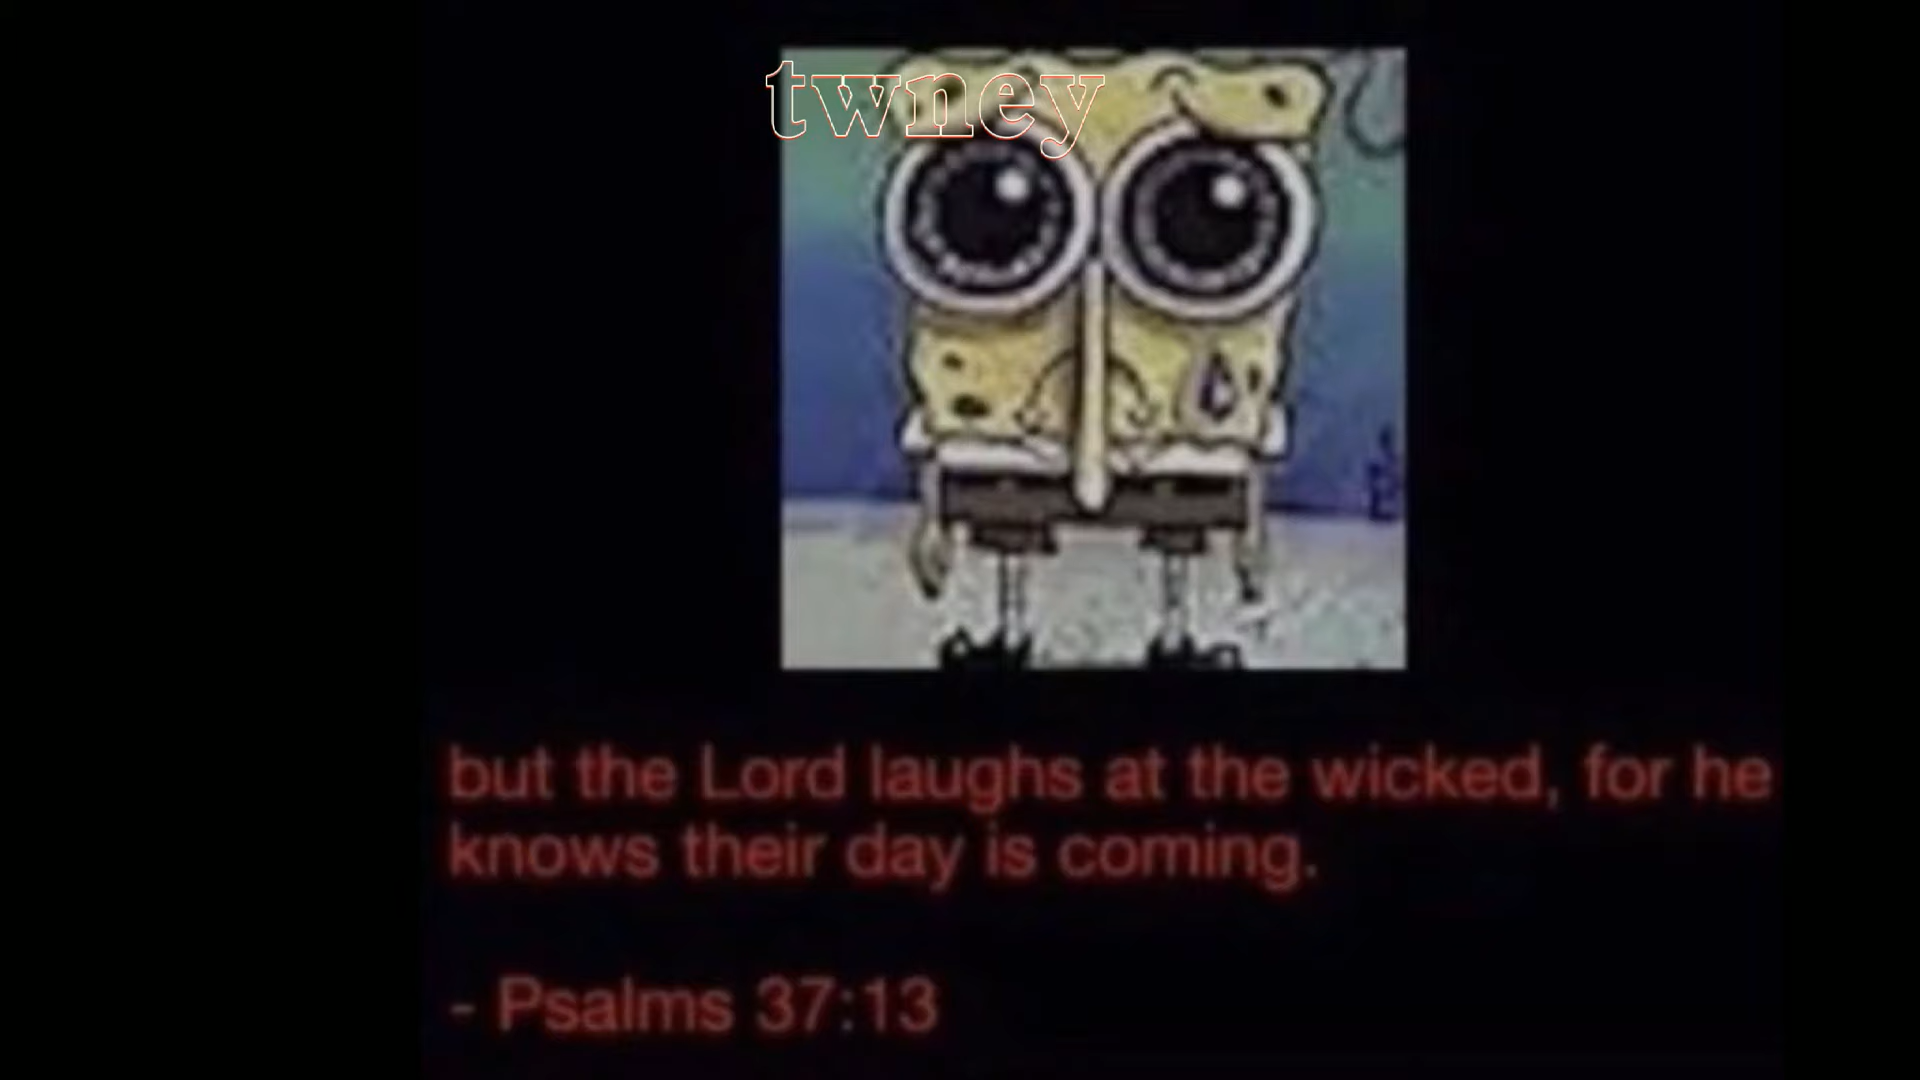 twney
but the Lord laughs at the wicked, for he
knows their day is coming.
- Psalms 37:13